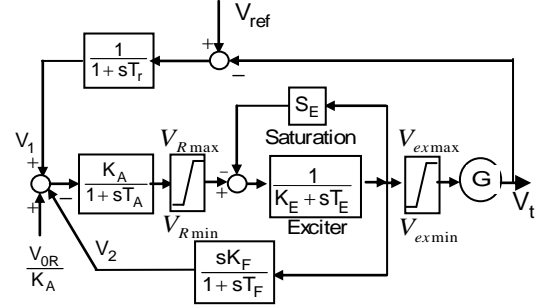 V_ref
+
−
1
1 + sT_r
V_1
S_E
Saturation
V_Rmax
V_exmax
+
−
+
K_A
1 + sT_A
−
+
1
K_E + sT_E
Exciter
G
V_t
V_Rmin
V_exmin
V_0R
K_A
V_2
sK_F
1 + sT_F